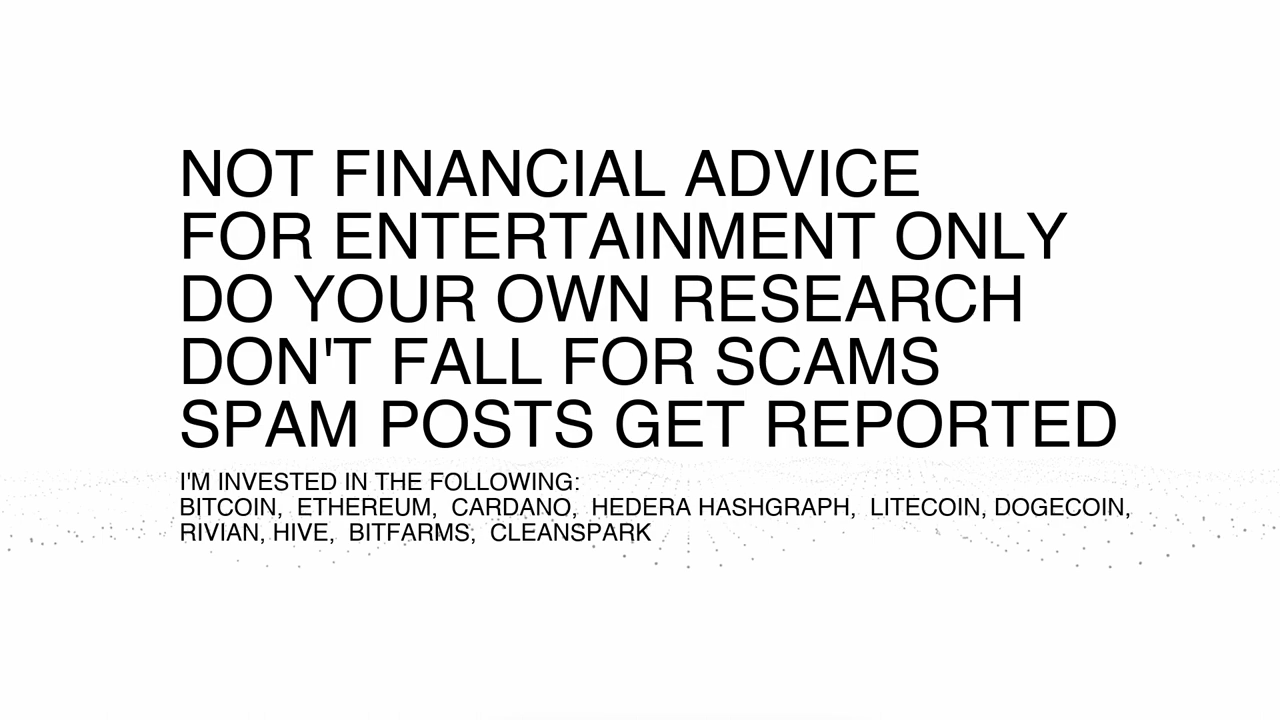 NOT FINANCIAL ADVICE
FOR ENTERTAINMENT ONLY
DO YOUR OWN RESEARCH
DON'T FALL FOR SCAMS
SPAM POSTS GET REPORTED
I'M INVESTED IN THE FOLLOWING:
BITCOIN, ETHEREUM, CARDANO, HEDERA HASHGRAPH, LITECOIN, DOGECOIN,
RIVIAN, HIVE, BITFARMS, CLEANSPARK